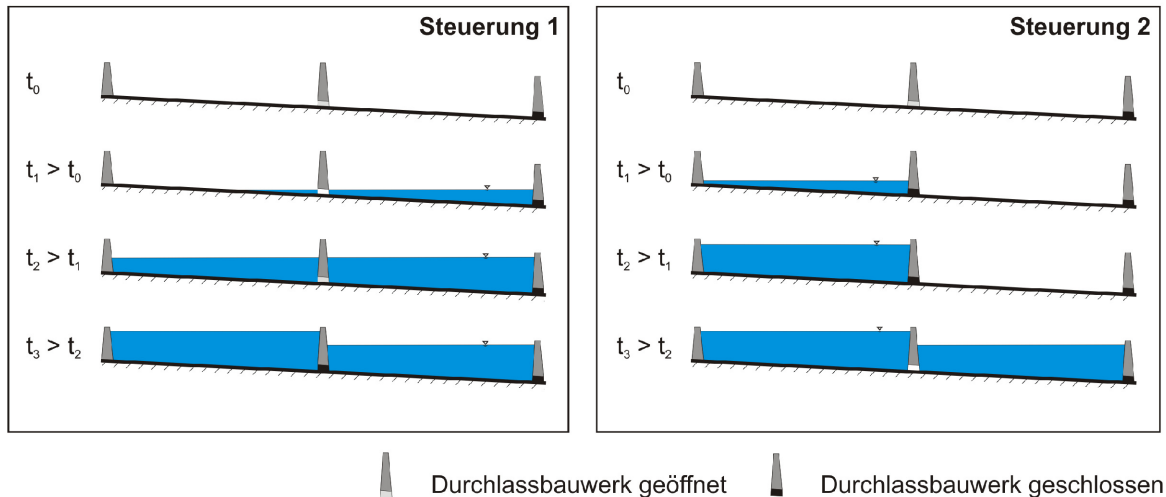 Steuerung 1
t₀
t₁ > t₀
t₂ > t₁
t₃ > t₂
Steuerung 2
t₀
t₁ > t₀
t₂ > t₁
t₃ > t₂
Durchlassbauwerk geöffnet
Durchlassbauwerk geschlossen